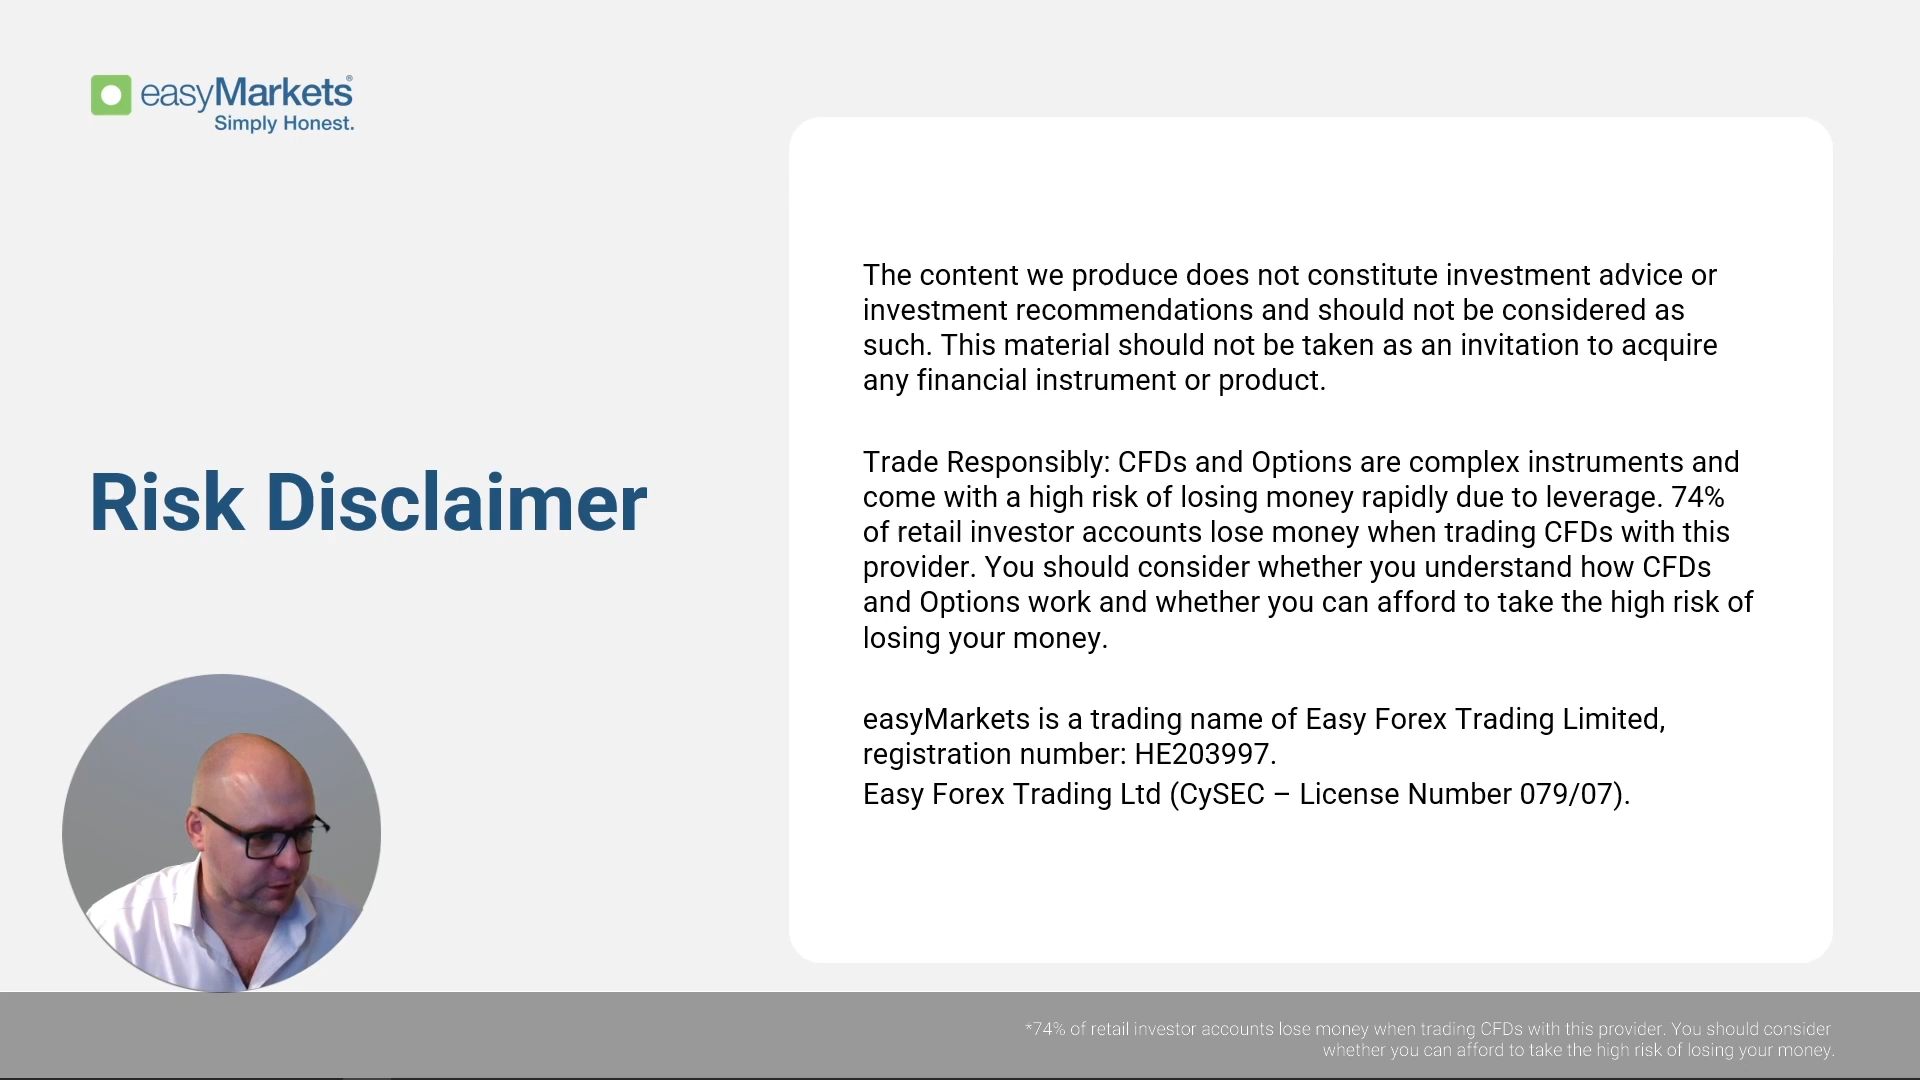 easyMarkets®
Simply Honest.
The content we produce does not constitute investment advice or
investment recommendations and should not be considered as
such. This material should not be taken as an invitation to acquire
any financial instrument or product.
Risk Disclaimer
Trade Responsibly: CFDs and Options are complex instruments and
come with a high risk of losing money rapidly due to leverage. 74%
of retail investor accounts lose money when trading CFDs with this
provider. You should consider whether you understand how CFDs
and Options work and whether you can afford to take the high risk of
losing your money.
easyMarkets is a trading name of Easy Forex Trading Limited,
registration number: HE203997.
Easy Forex Trading Ltd (CySEC – License Number 079/07).
*74% of retail investor accounts lose money when trading CFDs with this provider. You should consider
whether you can afford to take the high risk of losing your money.